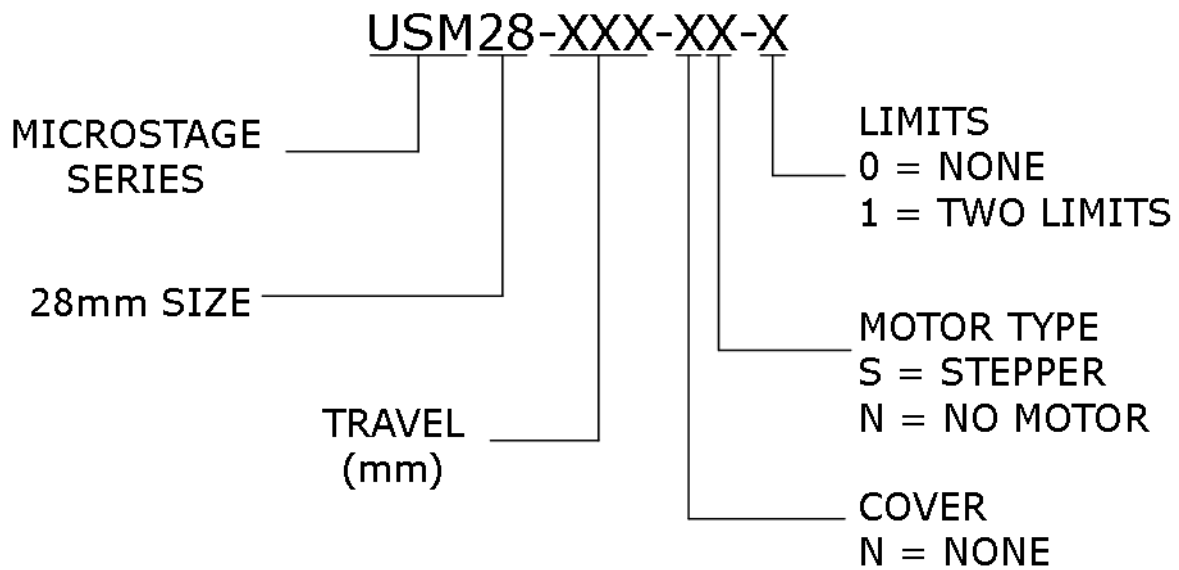 USM28-XXX-XX-X
MICROSTAGE
SERIES
28mm SIZE
TRAVEL
(mm)
LIMITS
0 = NONE
1 = TWO LIMITS
MOTOR TYPE
S = STEPPER
N = NO MOTOR
COVER
N = NONE